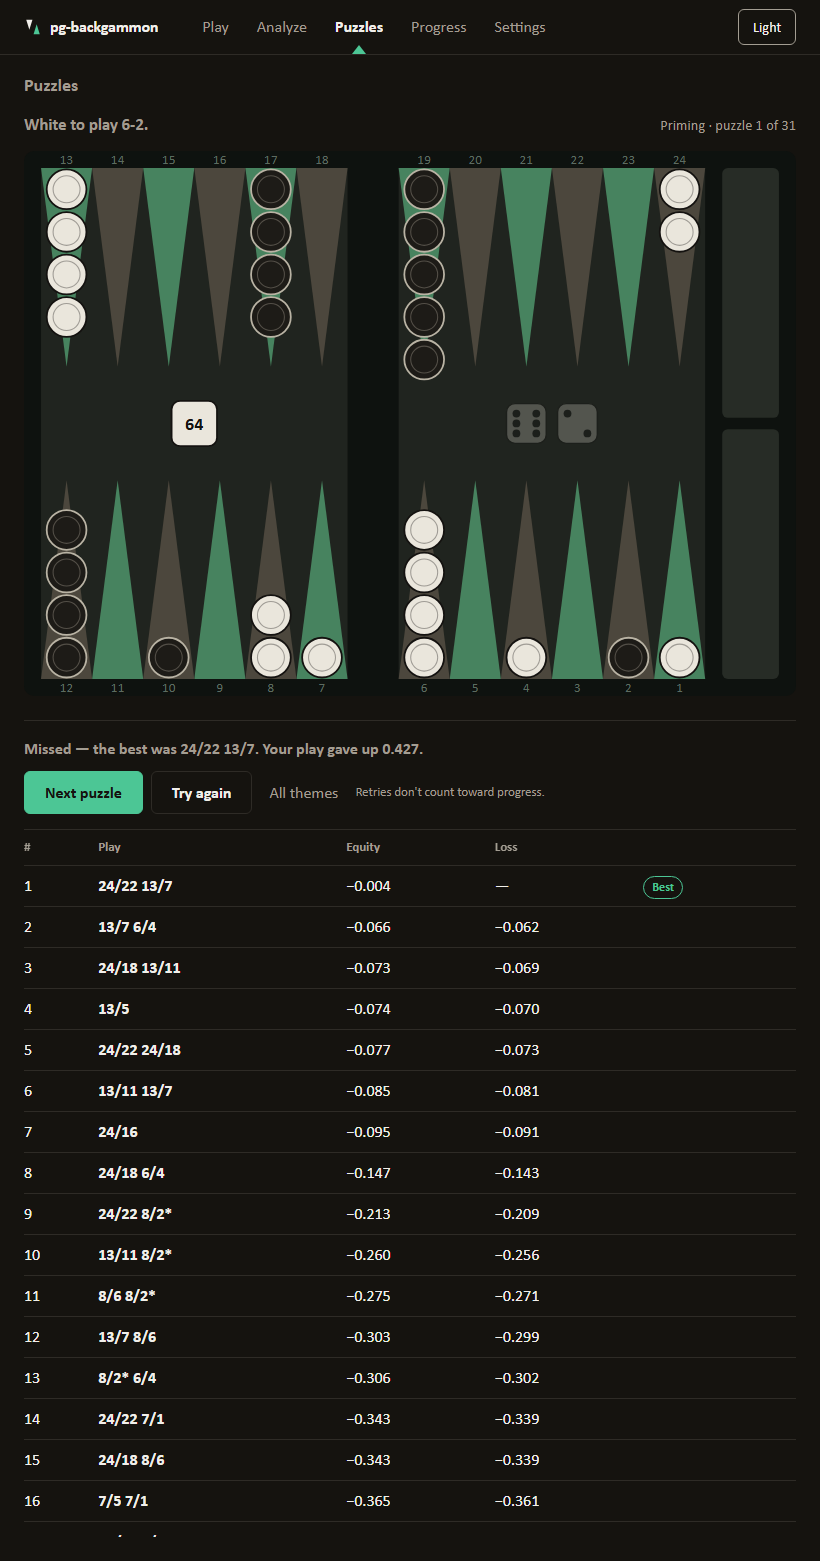 pg-backgammon Play Analyze Puzzles Progress Settings Light
Puzzles
White to play 6-2. Priming · puzzle 1 of 31
13 14 15 16 17 18 19 20 21 22 23 24
64
12 11 10 9 8 7 6 5 4 3 2 1
Missed — the best was 24/22 13/7. Your play gave up 0.427.
Next puzzle Try again All themes Retries don't count toward progress.
# Play Equity Loss
1 24/22 13/7 −0.004 — Best
2 13/7 6/4 −0.066 −0.062
3 24/18 13/11 −0.073 −0.069
4 13/5 −0.074 −0.070
5 24/22 24/18 −0.077 −0.073
6 13/11 13/7 −0.085 −0.081
7 24/16 −0.095 −0.091
8 24/18 6/4 −0.147 −0.143
9 24/22 8/2* −0.213 −0.209
10 13/11 8/2* −0.260 −0.256
11 8/6 8/2* −0.275 −0.271
12 13/7 8/6 −0.303 −0.299
13 8/2* 6/4 −0.306 −0.302
14 24/22 7/1 −0.343 −0.339
15 24/18 8/6 −0.343 −0.339
16 7/5 7/1 −0.365 −0.361